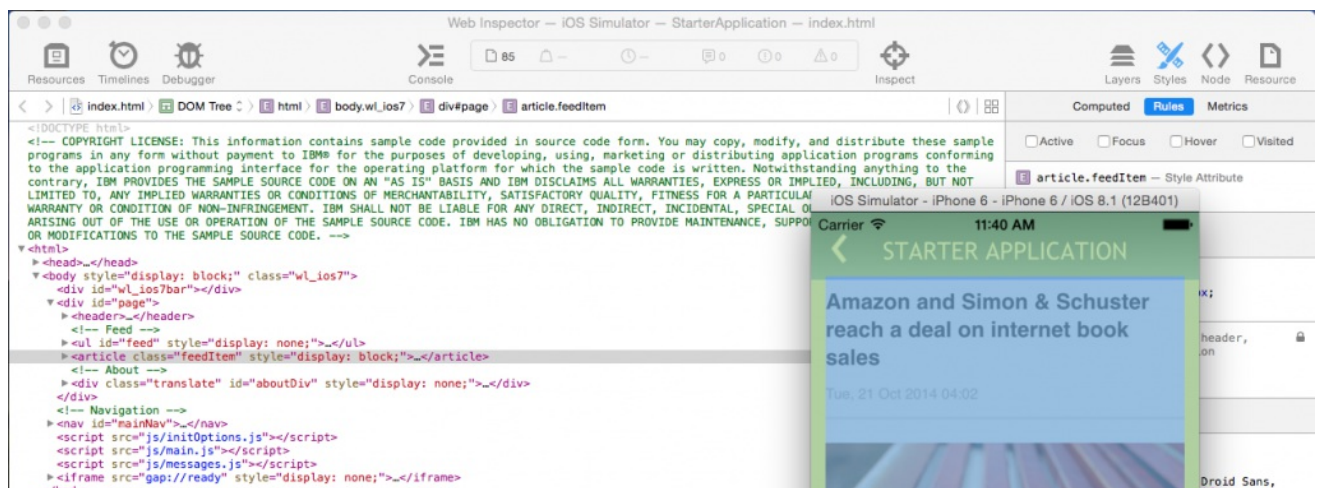 Web Inspector — iOS Simulator — StarterApplication — index.html
Resources Timelines Debugger Console 85 – – 0 0 0 Inspect Layers Styles Node Resource
index.html DOM Tree E html E body.wl_ios7 E div#page E article.feedItem
Computed Rules Metrics
Active Focus Hover Visited
E article.feedItem — Style Attribute
<!DOCTYPE html>
<!-- COPYRIGHT LICENSE: This information contains sample code provided in source code form. You may copy, modify, and distribute these sample
programs in any form without payment to IBM® for the purposes of developing, using, marketing or distributing application programs conforming
to the application programming interface for the operating platform for which the sample code is written. Notwithstanding anything to the
contrary, IBM PROVIDES THE SAMPLE SOURCE CODE ON AN "AS IS" BASIS AND IBM DISCLAIMS ALL WARRANTIES, EXPRESS OR IMPLIED, INCLUDING, BUT NOT
LIMITED TO, ANY IMPLIED WARRANTIES OR CONDITIONS OF MERCHANTABILITY, SATISFACTORY QUALITY, FITNESS FOR A PARTICULA
WARRANTY OR CONDITION OF NON-INFRINGEMENT. IBM SHALL NOT BE LIABLE FOR ANY DIRECT, INDIRECT, INCIDENTAL, SPECIAL O
ARISING OUT OF THE USE OR OPERATION OF THE SAMPLE SOURCE CODE. IBM HAS NO OBLIGATION TO PROVIDE MAINTENANCE, SUPPO
OR MODIFICATIONS TO THE SAMPLE SOURCE CODE. -->
<html>
<head>…</head>
<body style="display: block;" class="wl_ios7">
<div id="wl_ios7bar"></div>
<div id="page">
<header>…</header>
<!-- Feed -->
<ul id="feed" style="display: none;">…</ul>
<article class="feedItem" style="display: block;">…</article>
<!-- About -->
<div class="translate" id="aboutDiv" style="display: none;">…</div>
</div>
<!-- Navigation -->
<nav id="mainNav">…</nav>
<script src="js/initOptions.js"></script>
<script src="js/main.js"></script>
<script src="js/messages.js"></script>
<iframe src="gap://ready" style="display: none;">…</iframe>
iOS Simulator - iPhone 6 - iPhone 6 / iOS 8.1 (12B401)
Carrier 11:40 AM
STARTER APPLICATION
Amazon and Simon & Schuster
reach a deal on internet book
sales
Tue, 21 Oct 2014 04:02
x;
header,
on
Droid Sans,